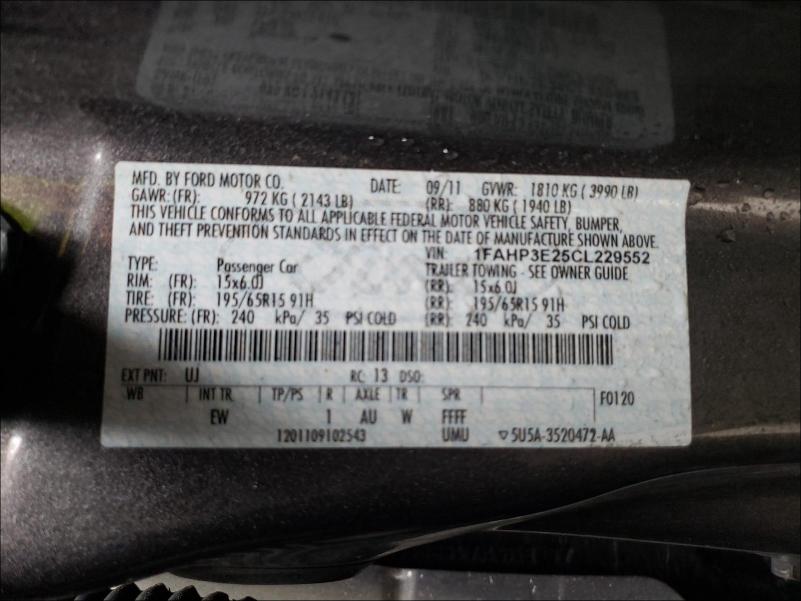 MFD. BY FORD MOTOR CO. DATE: 09/11 GVWR: 1810 KG ( 3990 LB)
GAWR: (FR): 972 KG ( 2143 LB) (RR): 880 KG ( 1940 LB)
THIS VEHICLE CONFORMS TO ALL APPLICABLE FEDERAL MOTOR VEHICLE SAFETY, BUMPER,
AND THEFT PREVENTION STANDARDS IN EFFECT ON THE DATE OF MANUFACTURE SHOWN ABOVE.
VIN: 1FAHP3E25CL229552
TYPE: Passenger Car TRAILER TOWING - SEE OWNER GUIDE
RIM: (FR): 15x6.0J (RR): 15x6.0J
TIRE: (FR): 195/65R15 91H (RR): 195/65R15 91H
PRESSURE: (FR): 240 kPa/ 35 PSI COLD (RR): 240 kPa/ 35 PSI COLD
EXT PNT: UJ RC: 13 DSO:
WB INT TR TP/PS R AXLE TR SPR F0120
EW 1 AU W FFFF
1201109102543 UMU ▽5U5A-3520472-AA